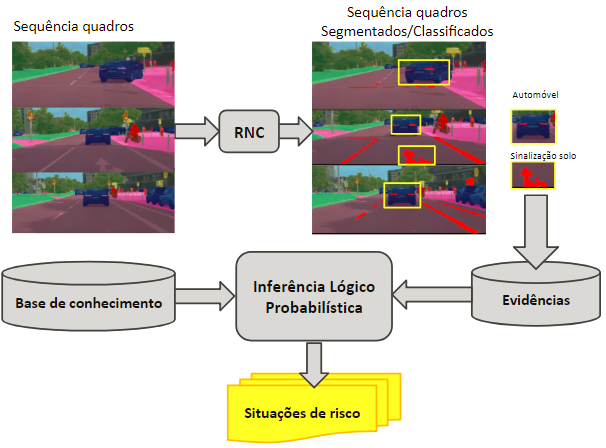 Sequência quadros
Sequência quadros
Segmentados/Classificados
RNC
Automóvel
Sinalização solo
Base de conhecimento
Inferência Lógico
Probabilística
Evidências
Situações de risco